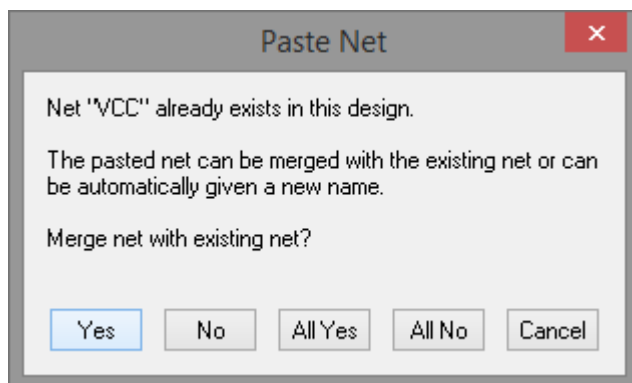 Paste Net
Net "VCC" already exists in this design.
The pasted net can be merged with the existing net or can
be automatically given a new name.
Merge net with existing net?
Yes No All Yes All No Cancel